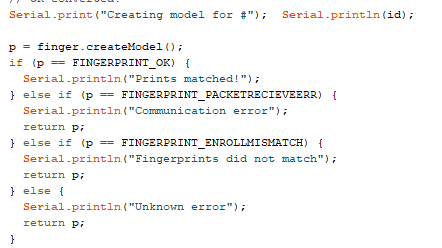 // OK converted!
Serial.print("Creating model for #");  Serial.println(id);
p = finger.createModel();
if (p == FINGERPRINT_OK) {
Serial.println("Prints matched!");
} else if (p == FINGERPRINT_PACKETRECIEVEERR) {
Serial.println("Communication error");
return p;
} else if (p == FINGERPRINT_ENROLLMISMATCH) {
Serial.println("Fingerprints did not match");
return p;
} else {
Serial.println("Unknown error");
return p;
}